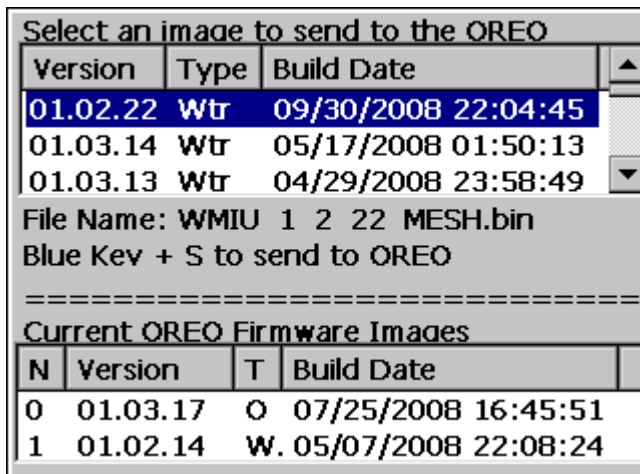 Select an image to send to the OREO
Version Type Build Date
01.02.22 Wtr 09/30/2008 22:04:45
01.03.14 Wtr 05/17/2008 01:50:13
01.03.13 Wtr 04/29/2008 23:58:49
File Name: WMIU 1 2 22 MESH.bin
Blue Key + S to send to OREO
==============================
Current OREO Firmware Images
N Version T Build Date
0 01.03.17 O 07/25/2008 16:45:51
1 01.02.14 W. 05/07/2008 22:08:24